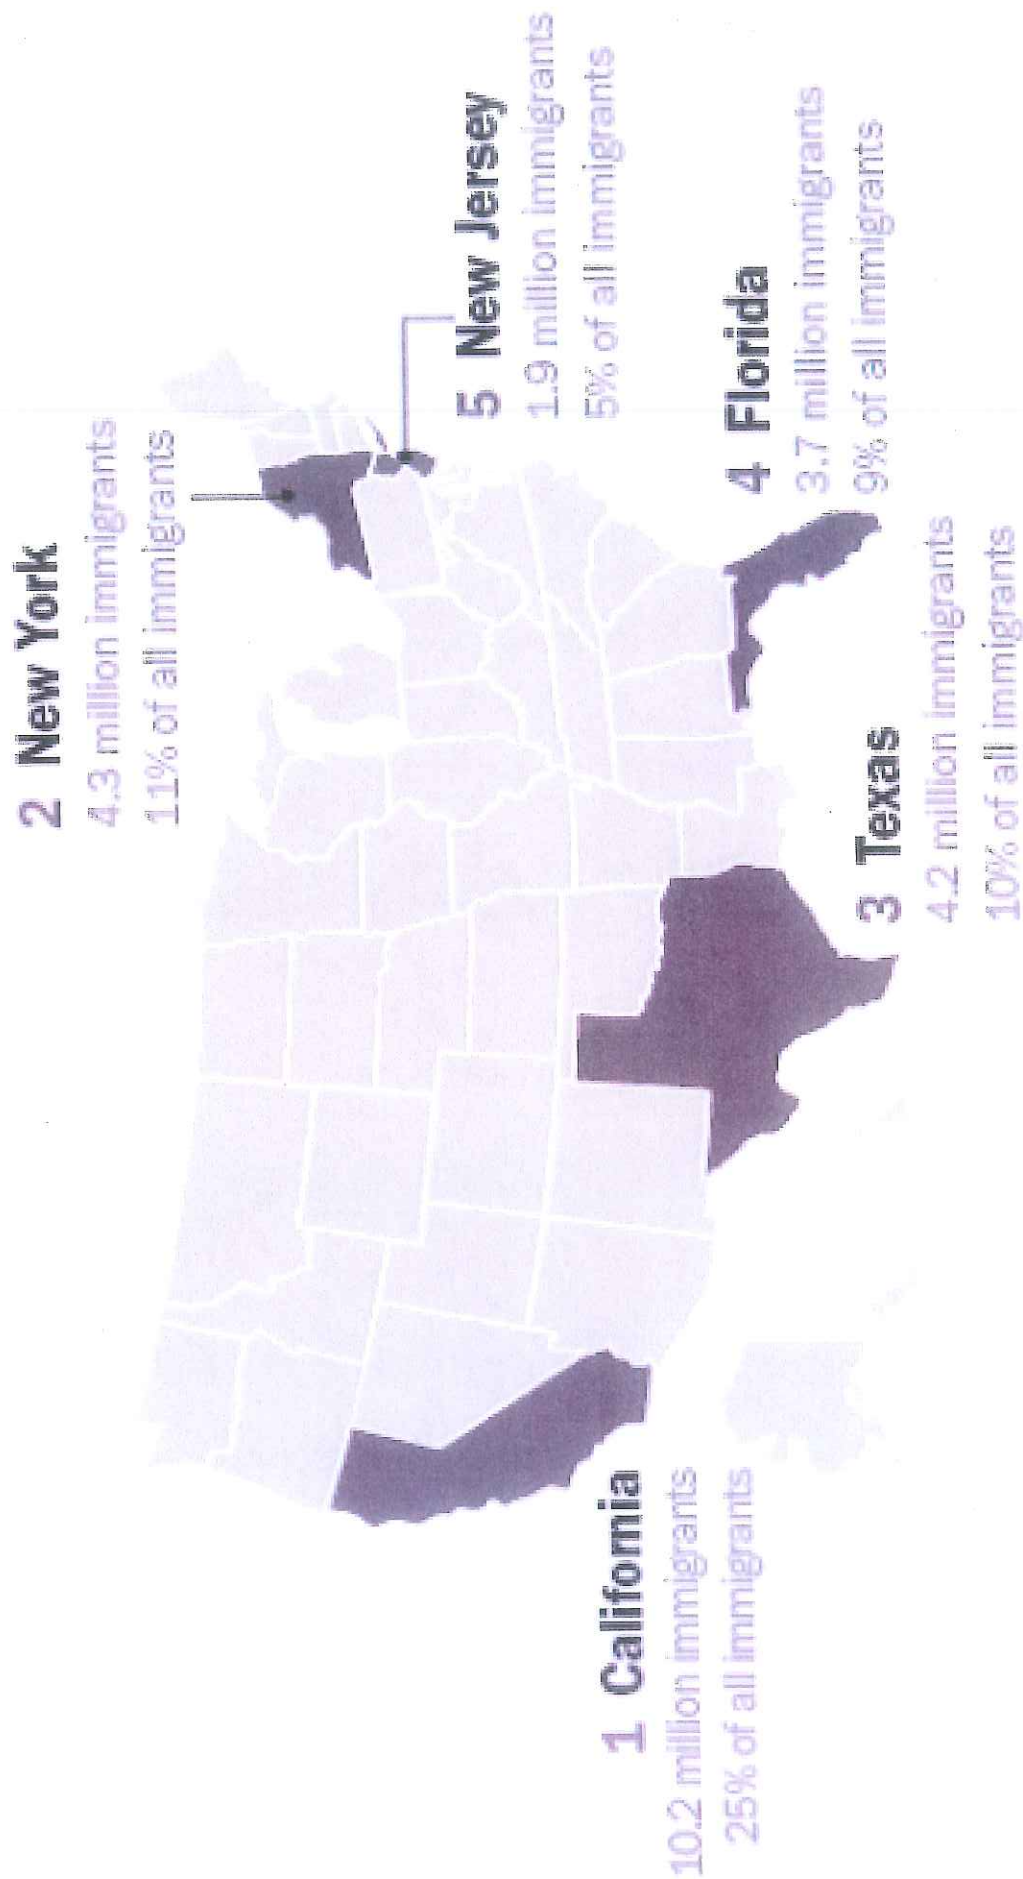 1 California
10.2 million immigrants
25% of all immigrants
2 New York
4.3 million immigrants
11% of all immigrants
3 Texas
4.2 million immigrants
10% of all immigrants
4 Florida
3.7 million immigrants
9% of all immigrants
5 New Jersey
1.9 million immigrants
5% of all immigrants